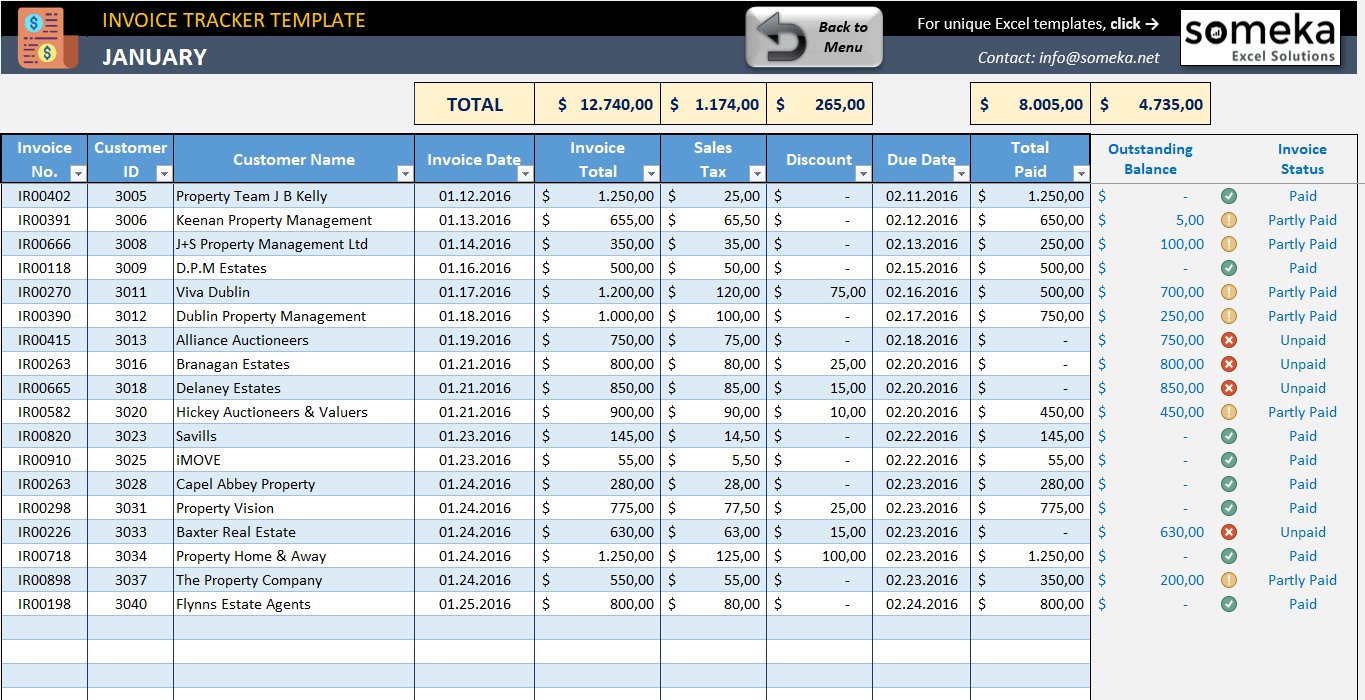 INVOICE TRACKER TEMPLATE
JANUARY
$
$
Back to
Menu
For unique Excel templates, click →
Contact: info@someka.net
someka
Excel Solutions
TOTAL $ 12.740,00 $ 1.174,00 $ 265,00 $ 8.005,00 $ 4.735,00
Invoice No. Customer ID Customer Name Invoice Date Invoice Total Sales Tax Discount Due Date Total Paid Outstanding Balance Invoice Status
IR00402 3005 Property Team J B Kelly 01.12.2016 $ 1.250,00 $ 25,00 $ - 02.11.2016 $ 1.250,00 $ - Paid
IR00391 3006 Keenan Property Management 01.13.2016 $ 655,00 $ 65,50 $ - 02.12.2016 $ 650,00 $ 5,00 Partly Paid
IR00666 3008 J+S Property Management Ltd 01.14.2016 $ 350,00 $ 35,00 $ - 02.13.2016 $ 250,00 $ 100,00 Partly Paid
IR00118 3009 D.P.M Estates 01.16.2016 $ 500,00 $ 50,00 $ - 02.15.2016 $ 500,00 $ - Paid
IR00270 3011 Viva Dublin 01.17.2016 $ 1.200,00 $ 120,00 $ 75,00 02.16.2016 $ 500,00 $ 700,00 Partly Paid
IR00390 3012 Dublin Property Management 01.18.2016 $ 1.000,00 $ 100,00 $ - 02.17.2016 $ 750,00 $ 250,00 Partly Paid
IR00415 3013 Alliance Auctioneers 01.19.2016 $ 750,00 $ 75,00 $ - 02.18.2016 $ - $ 750,00 Unpaid
IR00263 3016 Branagan Estates 01.21.2016 $ 800,00 $ 80,00 $ 25,00 02.20.2016 $ - $ 800,00 Unpaid
IR00665 3018 Delaney Estates 01.21.2016 $ 850,00 $ 85,00 $ 15,00 02.20.2016 $ - $ 850,00 Unpaid
IR00582 3020 Hickey Auctioneers & Valuers 01.21.2016 $ 900,00 $ 90,00 $ 10,00 02.20.2016 $ 450,00 $ 450,00 Partly Paid
IR00820 3023 Savills 01.23.2016 $ 145,00 $ 14,50 $ - 02.22.2016 $ 145,00 $ - Paid
IR00910 3025 iMOVE 01.23.2016 $ 55,00 $ 5,50 $ - 02.22.2016 $ 55,00 $ - Paid
IR00263 3028 Capel Abbey Property 01.24.2016 $ 280,00 $ 28,00 $ - 02.23.2016 $ 280,00 $ - Paid
IR00298 3031 Property Vision 01.24.2016 $ 775,00 $ 77,50 $ 25,00 02.23.2016 $ 775,00 $ - Paid
IR00226 3033 Baxter Real Estate 01.24.2016 $ 630,00 $ 63,00 $ 15,00 02.23.2016 $ - $ 630,00 Unpaid
IR00718 3034 Property Home & Away 01.24.2016 $ 1.250,00 $ 125,00 $ 100,00 02.23.2016 $ 1.250,00 $ - Paid
IR00898 3037 The Property Company 01.24.2016 $ 550,00 $ 55,00 $ - 02.23.2016 $ 350,00 $ 200,00 Partly Paid
IR00198 3040 Flynns Estate Agents 01.25.2016 $ 800,00 $ 80,00 $ - 02.24.2016 $ 800,00 $ - Paid